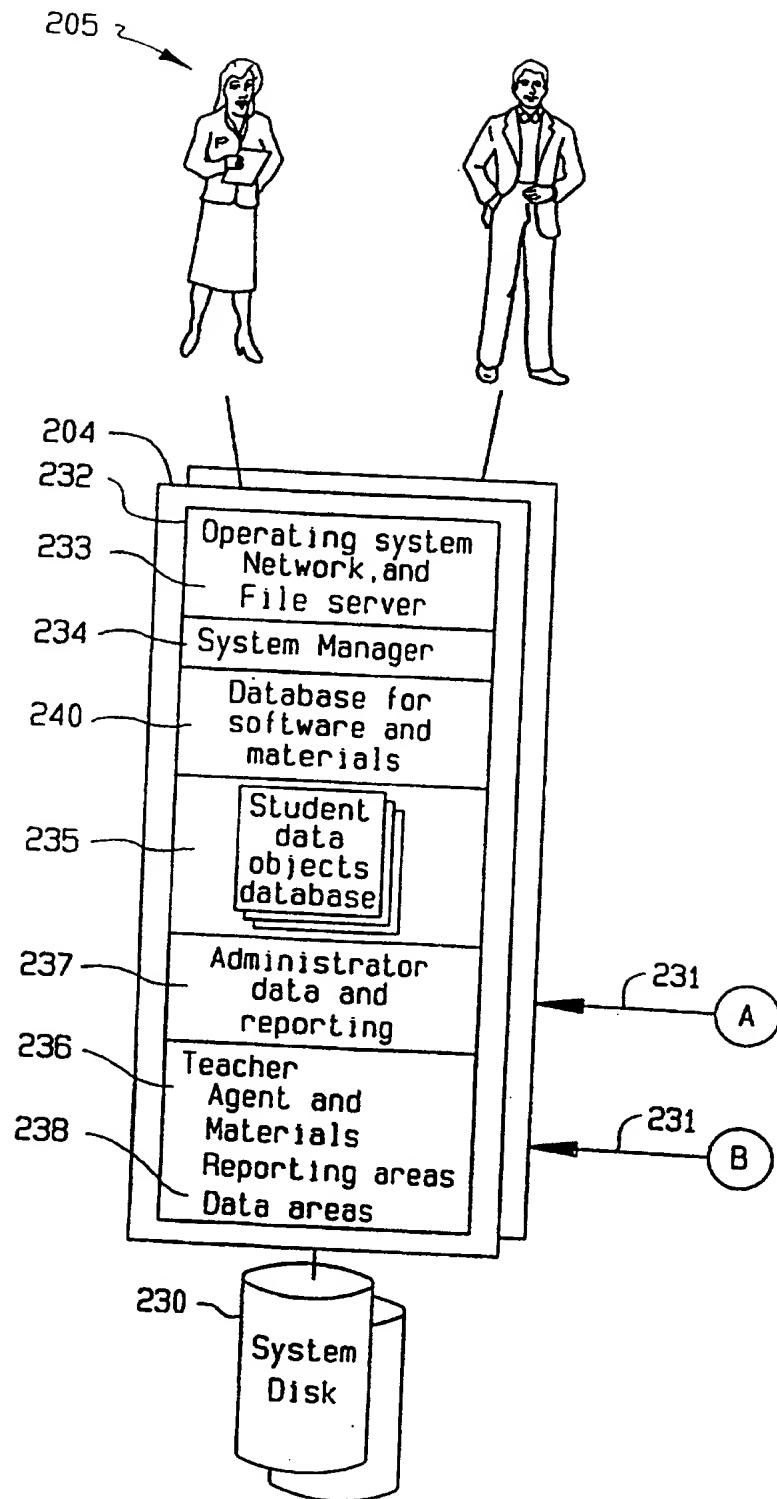 205
204
232
Operating system
Network, and
File server
233
234
System Manager
240
Database for
software and
materials
235
Student
data
objects
database
237
Administrator
data and
reporting
236
Teacher
Agent and
Materials
Reporting areas
238
Data areas
231
A
231
B
230
System
Disk